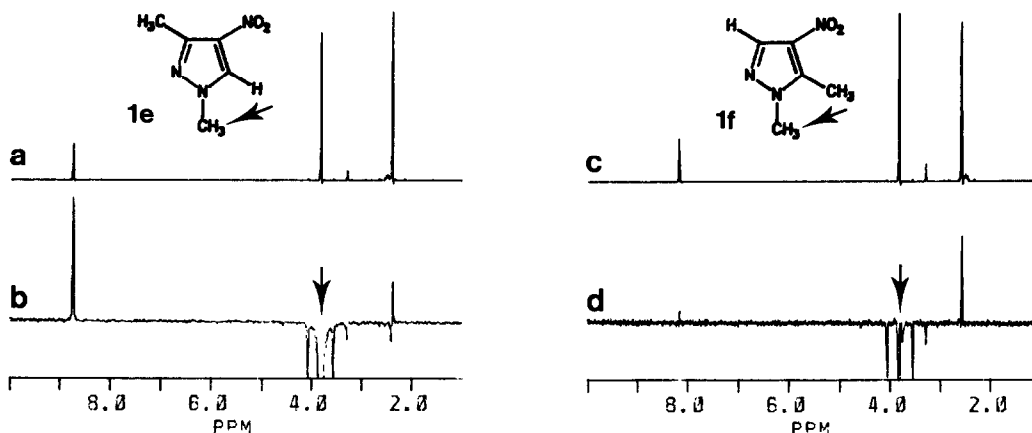 H₃C NO₂
N H
N
1e CH₃
a
b
8.0 6.0 4.0 2.0
PPM
H NO₂
N CH₃
N
1f CH₃
c
d
8.0 6.0 4.0 2.0
PPM